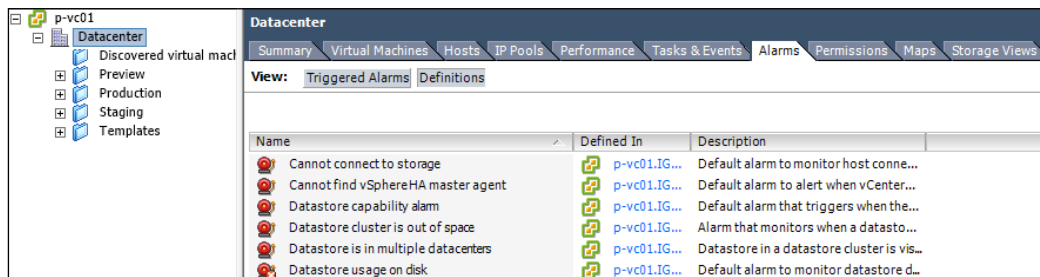 p-vc01
Datacenter
Discovered virtual mach
Preview
Production
Staging
Templates
Datacenter
Summary Virtual Machines Hosts IP Pools Performance Tasks & Events Alarms Permissions Maps Storage Views
View: Triggered Alarms Definitions
Name Defined In Description
Cannot connect to storage p-vc01.IG... Default alarm to monitor host conne...
Cannot find vSphere HA master agent p-vc01.IG... Default alarm to alert when vCenter...
Datastore capability alarm p-vc01.IG... Default alarm that triggers when the...
Datastore cluster is out of space p-vc01.IG... Alarm that monitors when a datasto...
Datastore is in multiple datacenters p-vc01.IG... Datastore in a datastore cluster is vis...
Datastore usage on disk p-vc01.IG... Default alarm to monitor datastore d...